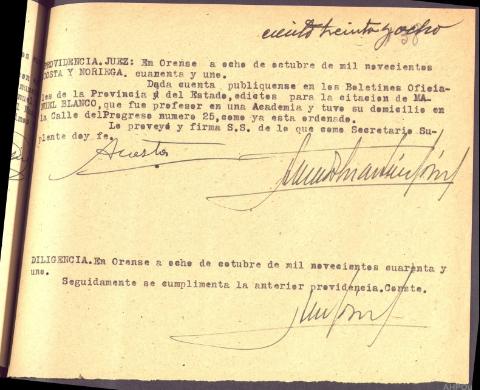 ciento treinta y ocho
PROVIDENCIA. JUEZ: En Orense a ocho de octubre de mil novecientos
COSTA Y NORIEGA. cuarenta y uno.
Dada cuenta publiquense en los Boletines Oficia-
les de la Provincia y del Estado, edictos para la citacion de MA-
NUEL BLANCO, que fue profesor en una Academia y tuvo su domicilio en
la Calle delProgreso numero 25, como ya esta ordenado.
Lo proveyó y firma S.S. de lo que como Secretario Su-
plente doy fe.
Acosta
DILIGENCIA. En Orense a ocho de octubre de mil novecientos cuarenta y
uno.
Seguidamente se cumplimenta la anterior providencia. Conste.
AHPOU